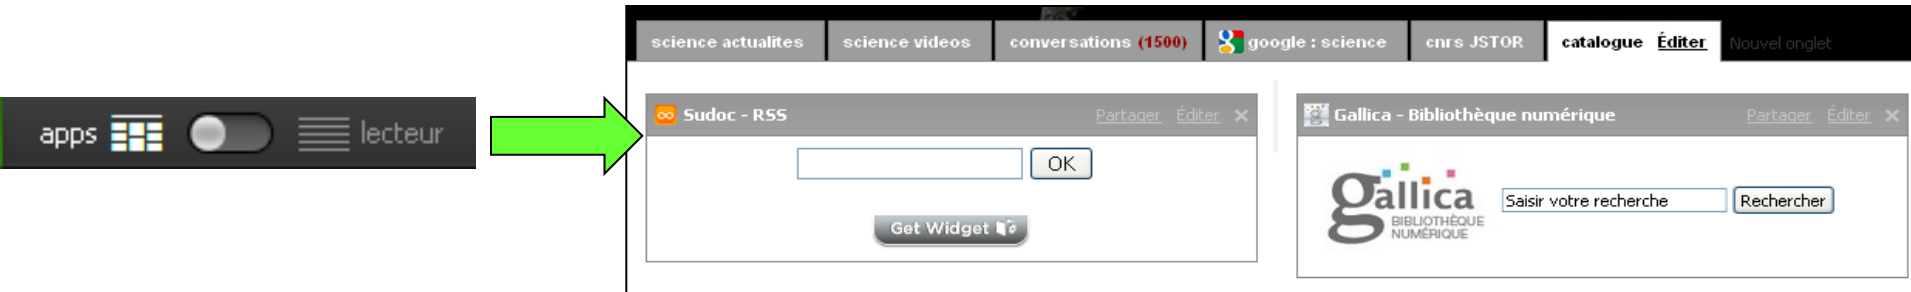 apps lecteur
science actualites science videos conversations (1500) google : science cnrs JSTOR catalogue Éditer Nouvel onglet
Sudoc - RSS Partager Éditer
OK
Get Widget
Gallica - Bibliothèque numérique Partager Éditer
gallica
BIBLIOTHÈQUE
NUMÉRIQUE
Saisir votre recherche Rechercher